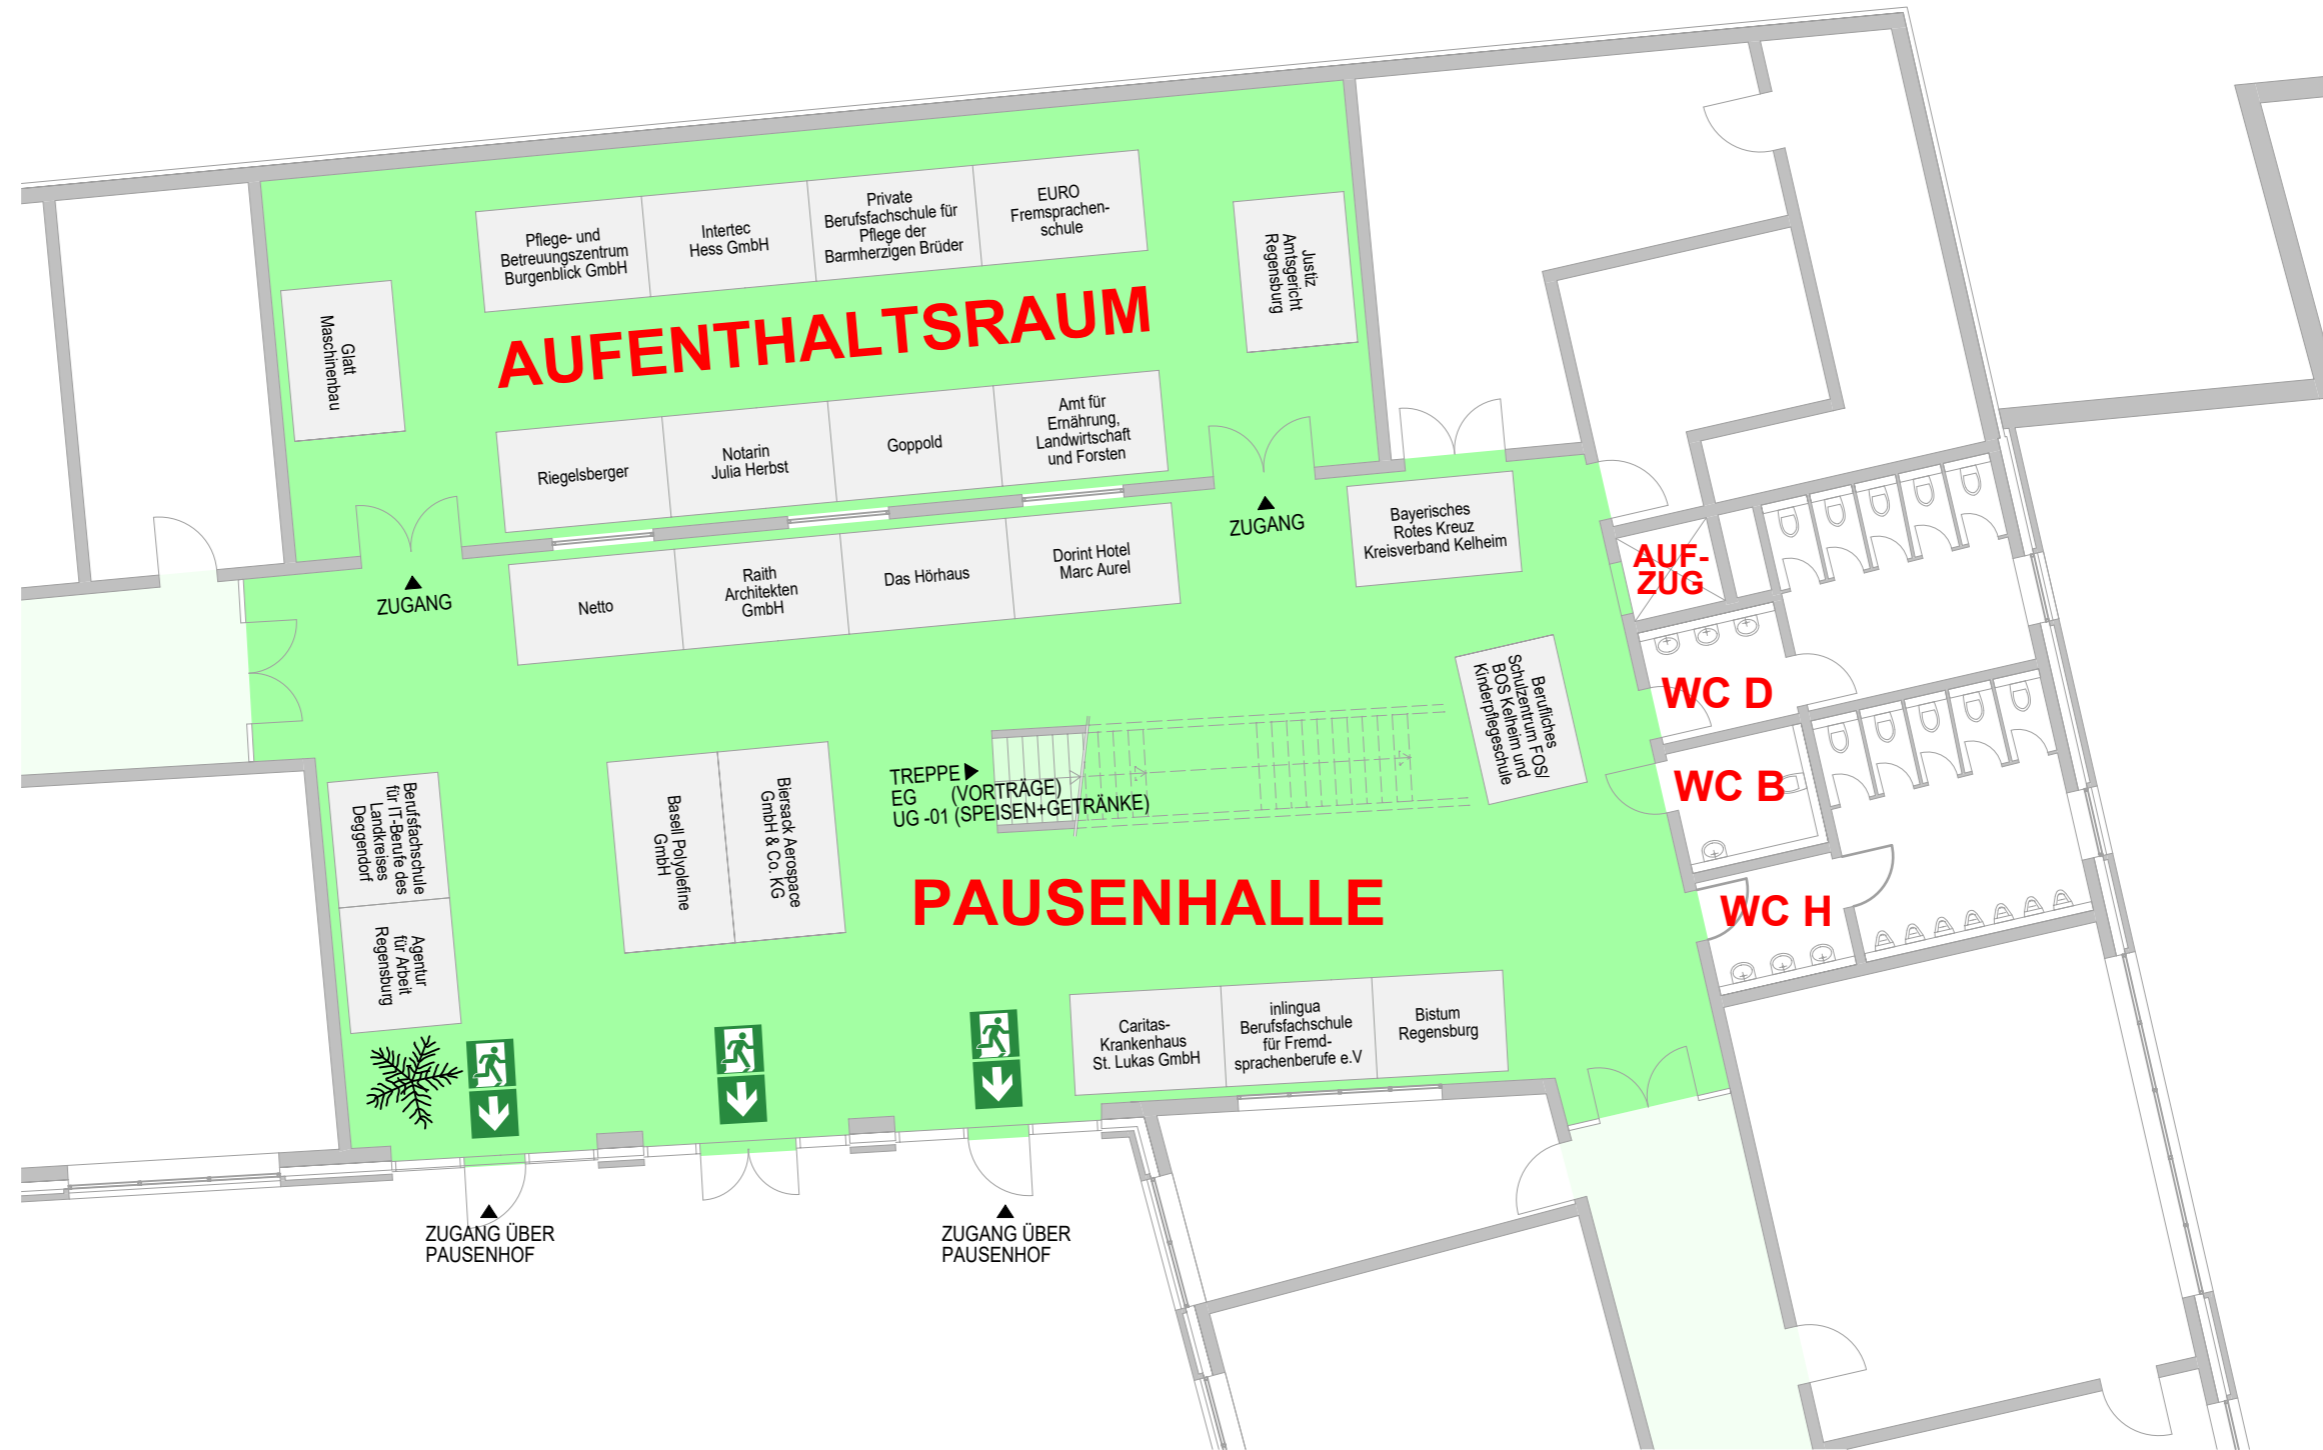 Pflege- und
Betreuungszentrum
Burgenblick GmbH
Intertec
Hess GmbH
Private
Berufsfachschule für
Pflege der
Barmherzigen Brüder
EURO
Fremsprachen-
schule
Justiz
Amtsgericht
Regensburg
Glatt
Maschinenbau
AUFENTHALTSRAUM
Riegelsberger
Notarin
Julia Herbst
Goppold
Amt für
Ernährung,
Landwirtschaft
und Forsten
ZUGANG
ZUGANG
Netto
Raith
Architekten
GmbH
Das Hörhaus
Dorint Hotel
Marc Aurel
Bayerisches
Rotes Kreuz
Kreisverband Kelheim
AUF-
ZUG
WC D
WC B
WC H
Berufliches
Schulzentrum FOS/
BOS Kelheim und
Kinderpflegeschule
TREPPE
EG (VORTRÄGE)
UG -01 (SPEISEN+GETRÄNKE)
Berufsfachschule
für IT-Berufe des
Landkreises
Deggendorf
Agentur
für Arbeit
Regensburg
Basell Polyolefine
GmbH
Biersack Aerospace
GmbH & Co. KG
PAUSENHALLE
Caritas-
Krankenhaus
St. Lukas GmbH
inlingua
Berufsfachschule
für Fremd-
sprachenberufe e.V
Bistum
Regensburg
ZUGANG ÜBER
PAUSENHOF
ZUGANG ÜBER
PAUSENHOF